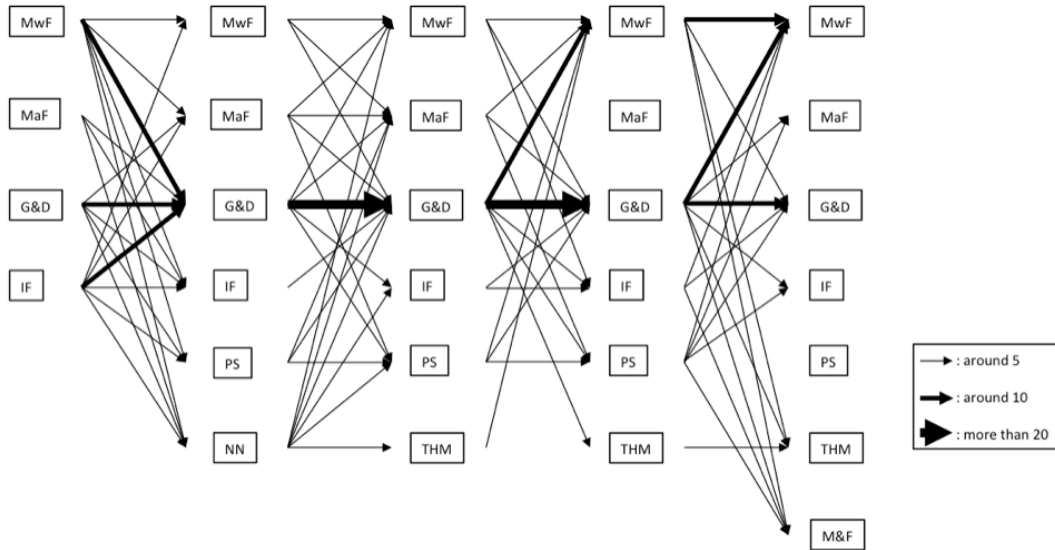 MwF MwF MwF MwF MwF
MaF MaF MaF MaF MaF
G&D G&D G&D G&D G&D
IF IF IF IF IF
PS PS PS PS
NN THM THM THM
M&F
: around 5
: around 10
: more than 20